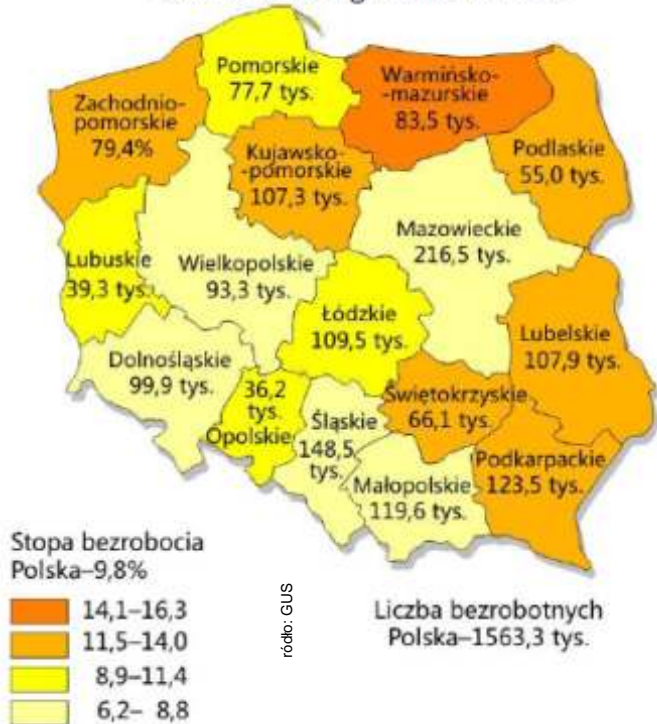 Pomorskie
77,7 tys.
Warmińsko-
-mazurskie
83,5 tys.
Zachodnio-
pomorskie
79,4%
Kujawsko-
-pomorskie
107,3 tys.
Podlaskie
55,0 tys.
Mazowieckie
216,5 tys.
Lubuskie
39,3 tys.
Wielkopolskie
93,3 tys.
Łódzkie
109,5 tys.
Lubelskie
107,9 tys.
Dolnośląskie
99,9 tys.
36,2
tys.
Opolskie
Śląskie
148,5
tys.
Świętokrzyskie
66,1 tys.
Małopolskie
119,6 tys.
Podkarpackie
123,5 tys.
Stopa bezrobocia
Polska–9,8%
14,1–16,3
11,5–14,0
8,9–11,4
6,2– 8,8
ródło: GUS
Liczba bezrobotnych
Polska–1563,3 tys.